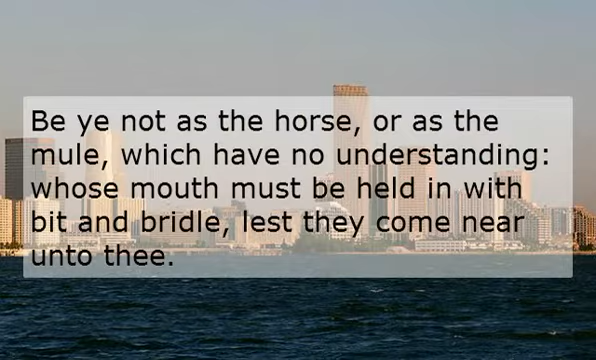 Be ye not as the horse, or as the
mule, which have no understanding:
whose mouth must be held in with
bit and bridle, lest they come near
unto thee.